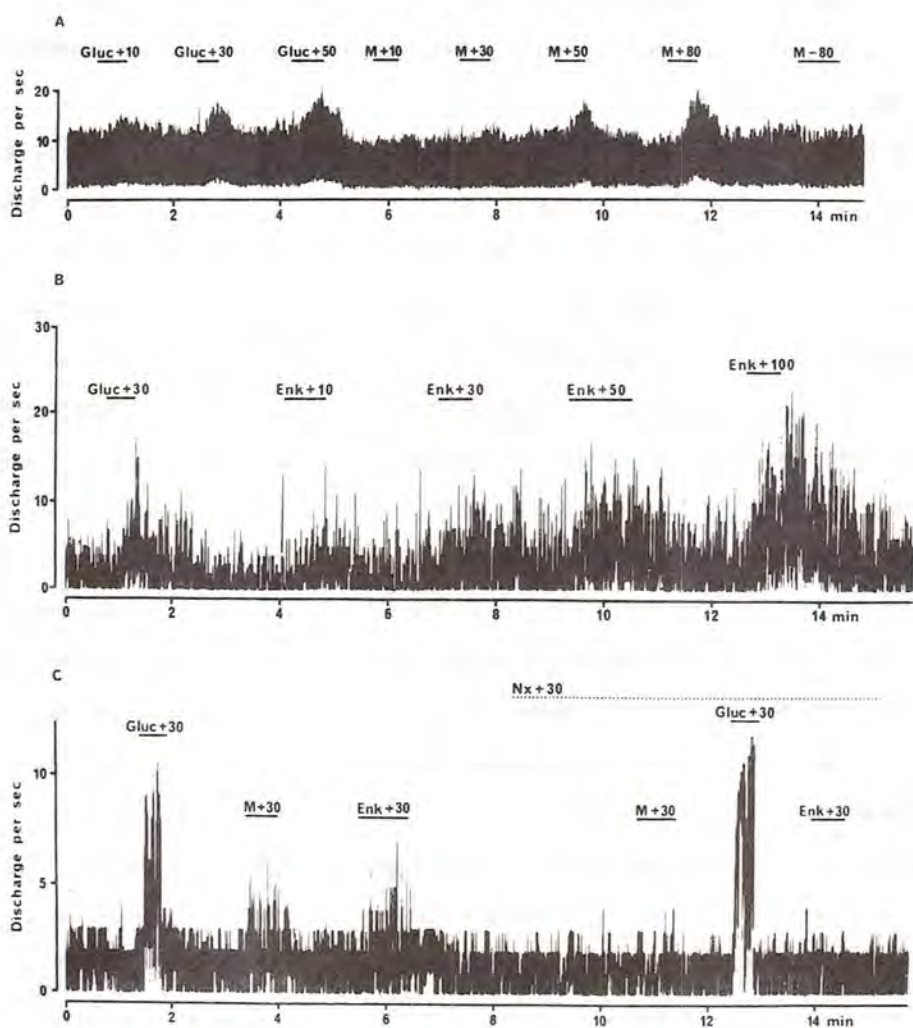 A
Gluc+10 Gluc+30 Gluc+50 M+10 M+30 M+50 M+80 M−80
Discharge per sec
20
10
0
0 2 4 6 8 10 12 14 min
B
Discharge per sec
30
20
10
0
Gluc+30 Enk+10 Enk+30 Enk+50 Enk+100
0 2 4 6 8 10 12 14 min
C
Nx+30
Gluc+30 Gluc+30
M+30 Enk+30 M+30 Enk+30
Discharge per sec
10
5
0
0 2 4 6 8 10 12 14 min